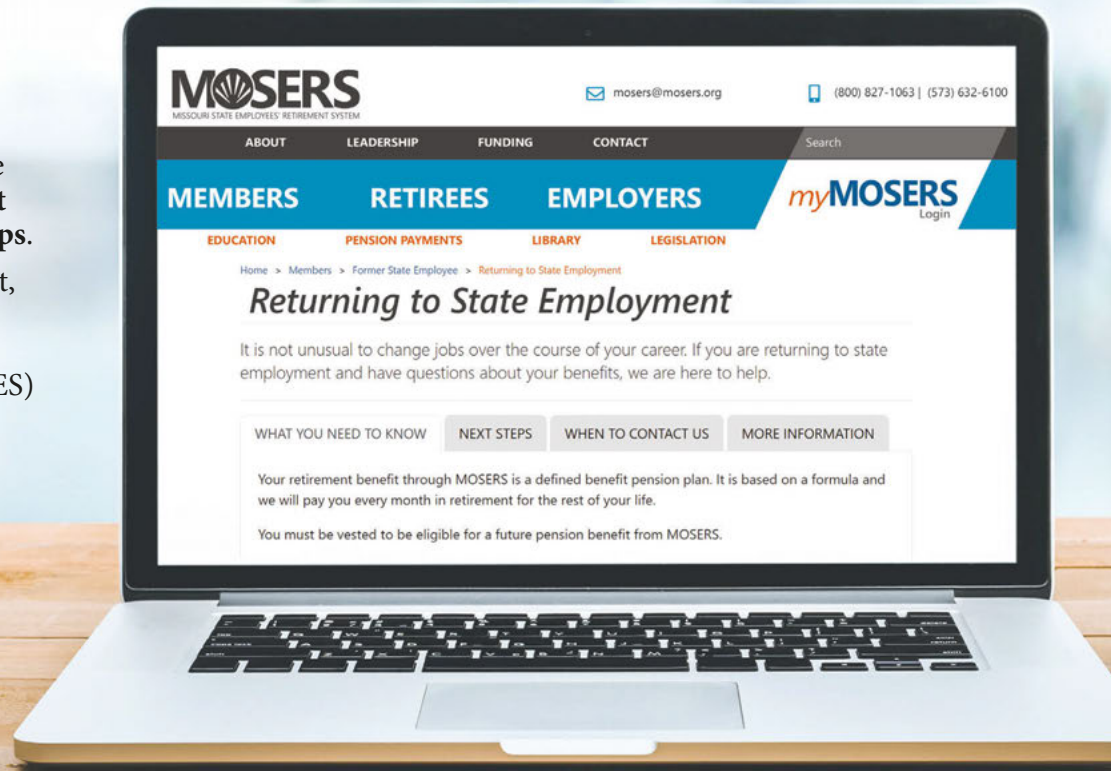 t
ps.
t,
ES)
MOSERS
MISSOURI STATE EMPLOYEES' RETIREMENT SYSTEM
mosers@mosers.org
(800) 827-1063 | (573) 632-6100
ABOUT LEADERSHIP FUNDING CONTACT Search
MEMBERS RETIREES EMPLOYERS myMOSERS
Login
EDUCATION PENSION PAYMENTS LIBRARY LEGISLATION
Home > Members > Former State Employee > Returning to State Employment
Returning to State Employment
It is not unusual to change jobs over the course of your career. If you are returning to state
employment and have questions about your benefits, we are here to help.
WHAT YOU NEED TO KNOW NEXT STEPS WHEN TO CONTACT US MORE INFORMATION
Your retirement benefit through MOSERS is a defined benefit pension plan. It is based on a formula and
we will pay you every month in retirement for the rest of your life.
You must be vested to be eligible for a future pension benefit from MOSERS.